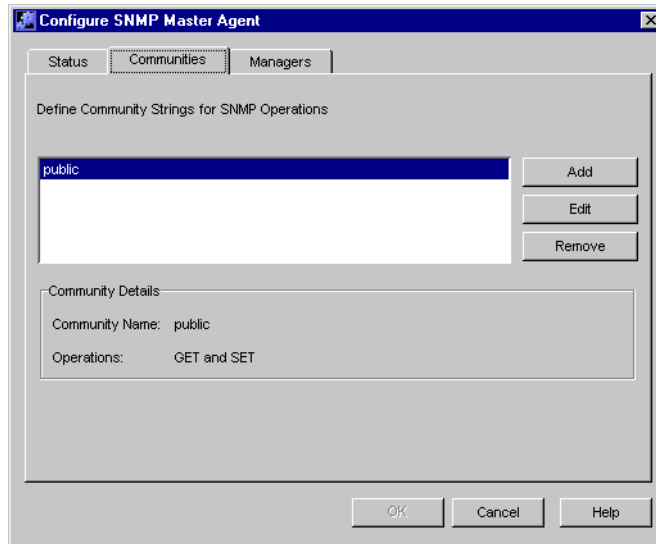 Configure SNMP Master Agent
Status Communities Managers
Define Community Strings for SNMP Operations
public
Add
Edit
Remove
Community Details
Community Name: public
Operations: GET and SET
OK Cancel Help